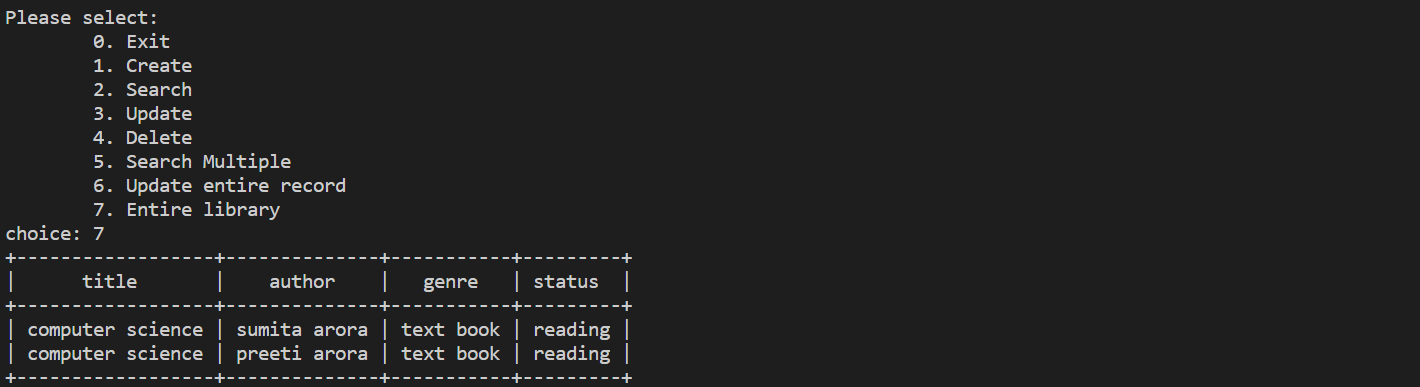 Please select:
        0. Exit
        1. Create
        2. Search
        3. Update
        4. Delete
        5. Search Multiple
        6. Update entire record
        7. Entire library
choice: 7
+------------------+--------------+-----------+---------+
|      title       |    author    |   genre   | status  |
+------------------+--------------+-----------+---------+
| computer science | sumita arora | text book | reading |
| computer science | preeti arora | text book | reading |
+------------------+--------------+-----------+---------+